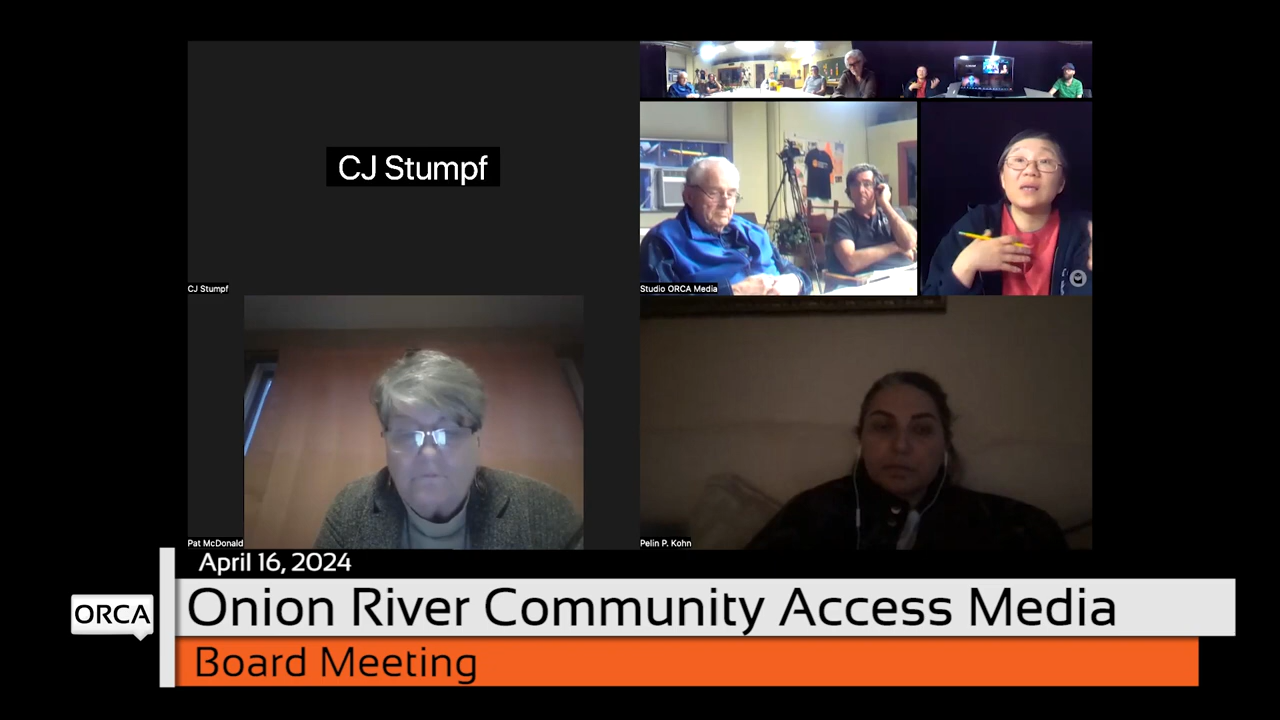 CJ Stumpf
CJ Stumpf
Studio ORCA Media
Pat McDonald
Pelin P. Kohn
April 16, 2024
ORCA
Onion River Community Access Media
Board Meeting